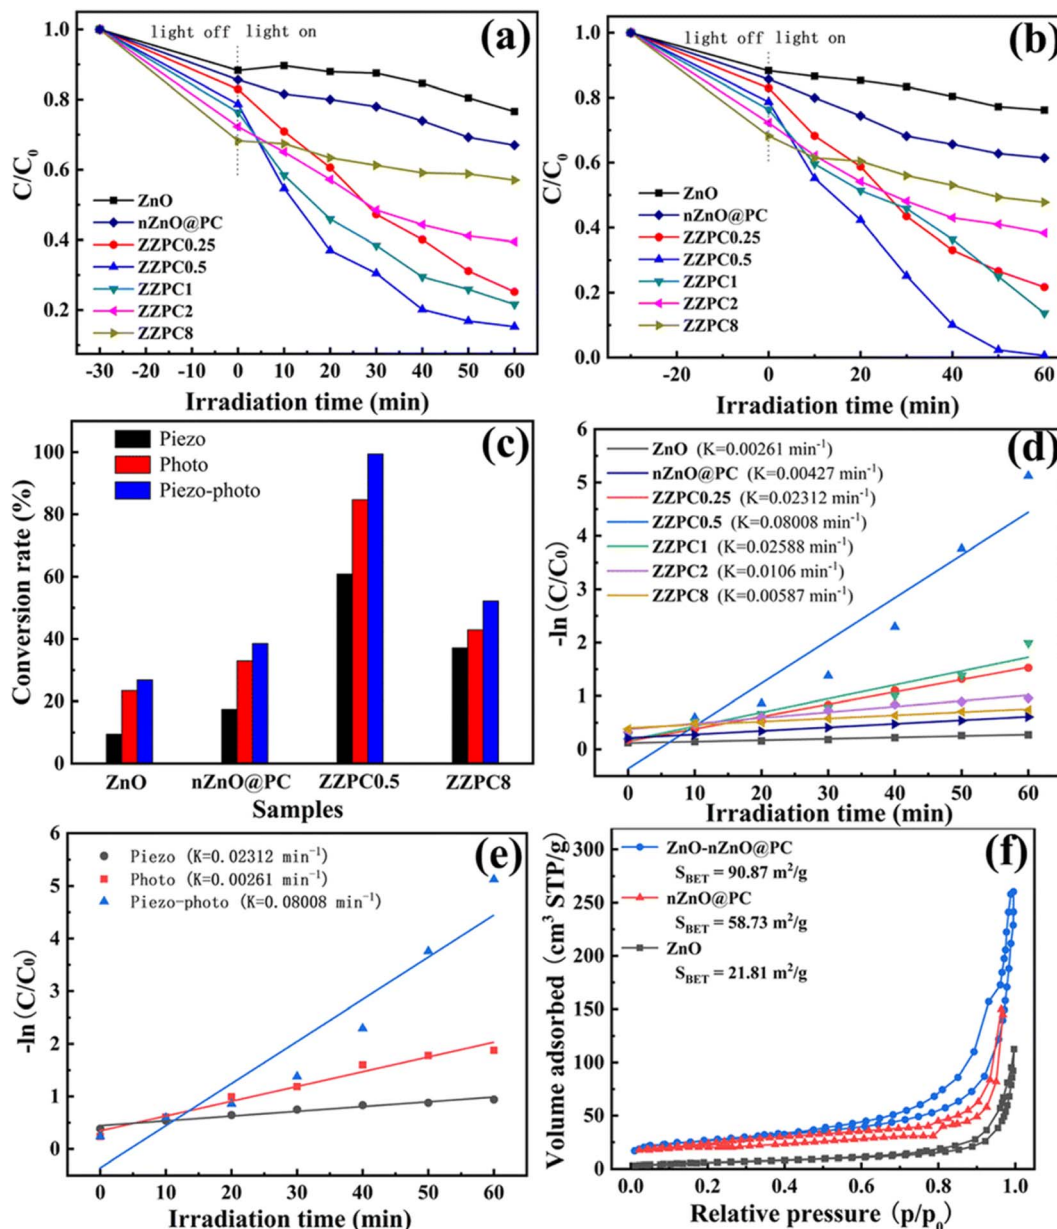 (a)
light off light on
C/C0
1.0
0.8
0.6
0.4
0.2
ZnO
nZnO@PC
ZZPC0.25
ZZPC0.5
ZZPC1
ZZPC2
ZZPC8
-30 -20 -10 0 10 20 30 40 50 60
Irradiation time (min)
(b)
light off light on
C/C0
1.0
0.8
0.6
0.4
0.2
0.0
ZnO
nZnO@PC
ZZPC0.25
ZZPC0.5
ZZPC1
ZZPC2
ZZPC8
-20 0 20 40 60
Irradiation time (min)
(c)
Piezo
Photo
Piezo-photo
Conversion rate (%)
100
80
60
40
20
0
ZnO nZnO@PC ZZPC0.5 ZZPC8
Samples
(d)
-ln(C/C0)
6
5
4
3
2
1
0
ZnO (K=0.00261 min-1)
nZnO@PC (K=0.00427 min-1)
ZZPC0.25 (K=0.02312 min-1)
ZZPC0.5 (K=0.08008 min-1)
ZZPC1 (K=0.02588 min-1)
ZZPC2 (K=0.0106 min-1)
ZZPC8 (K=0.00587 min-1)
0 10 20 30 40 50 60
Irradiation time (min)
(e)
-ln(C/C0)
6
5
4
3
2
1
0
Piezo (K=0.02312 min-1)
Photo (K=0.00261 min-1)
Piezo-photo (K=0.08008 min-1)
0 10 20 30 40 50 60
Irradiation time (min)
(f)
Volume adsorbed (cm3 STP/g)
300
250
200
150
100
50
0
ZnO-nZnO@PC
SBET = 90.87 m2/g
nZnO@PC
SBET = 58.73 m2/g
ZnO
SBET = 21.81 m2/g
0.0 0.2 0.4 0.6 0.8 1.0
Relative pressure (p/p0)